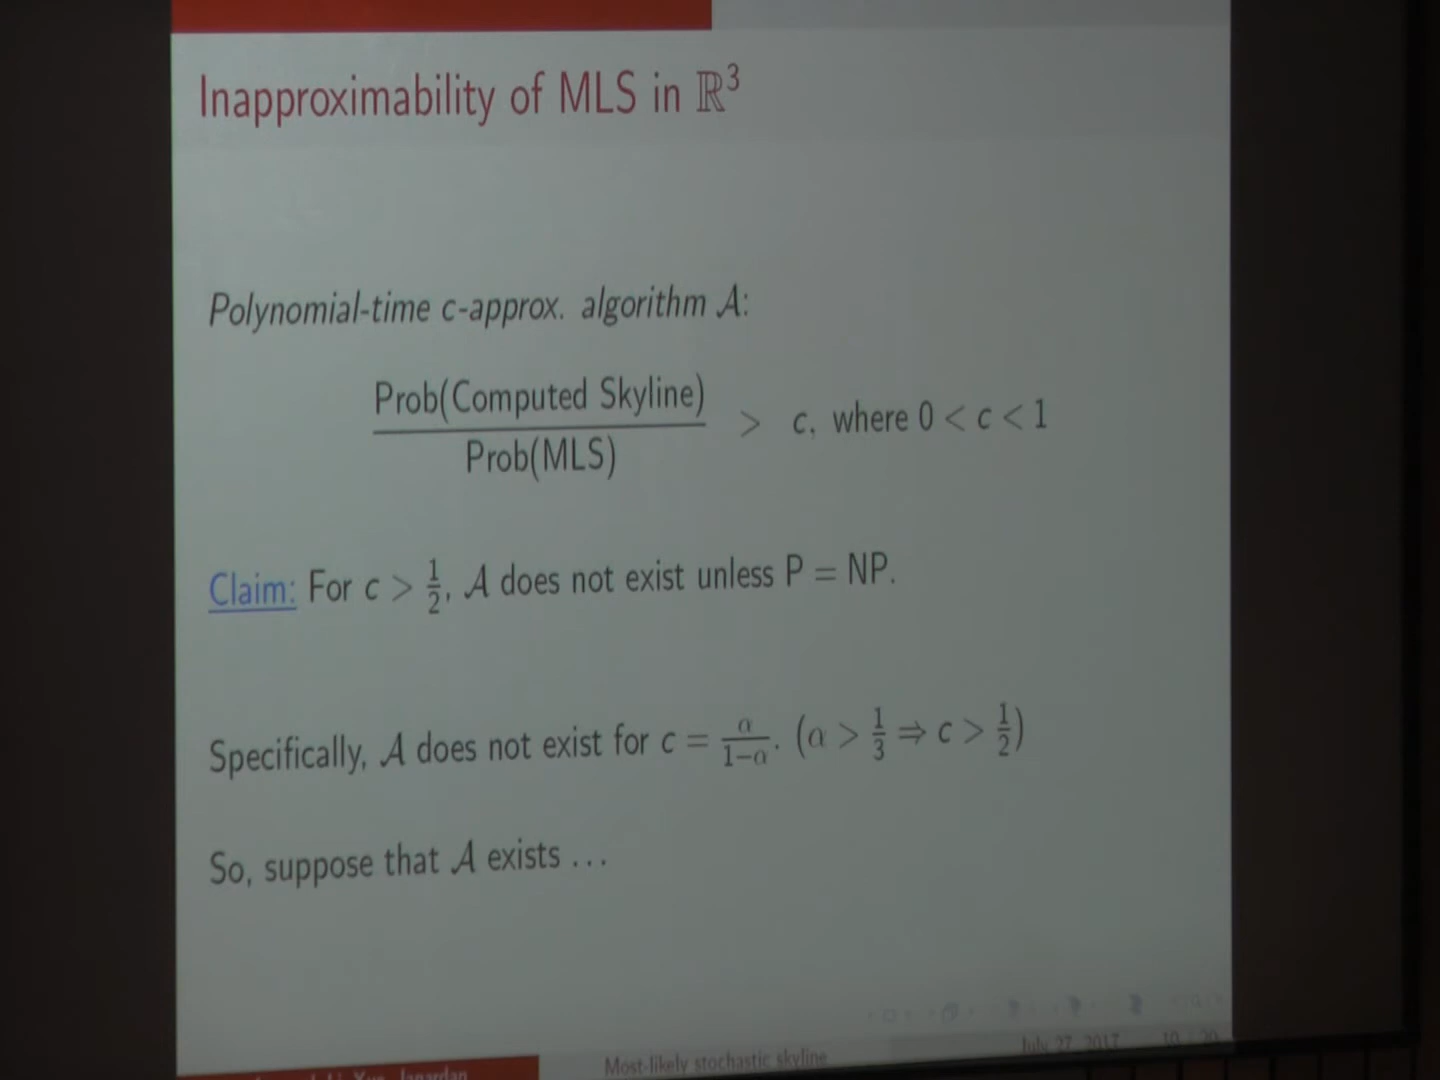 Inapproximability of MLS in ℝ³
Polynomial-time c-approx. algorithm 𝒜:
Prob(Computed Skyline)
> c, where 0 < c < 1
Prob(MLS)
Claim: For c > 1/2, 𝒜 does not exist unless P = NP.
Specifically, 𝒜 does not exist for c = α/(1−α). (α > 1/3 ⇒ c > 1/2)
So, suppose that 𝒜 exists ...
Janardan
Most-likely stochastic skyline
July 27, 2017